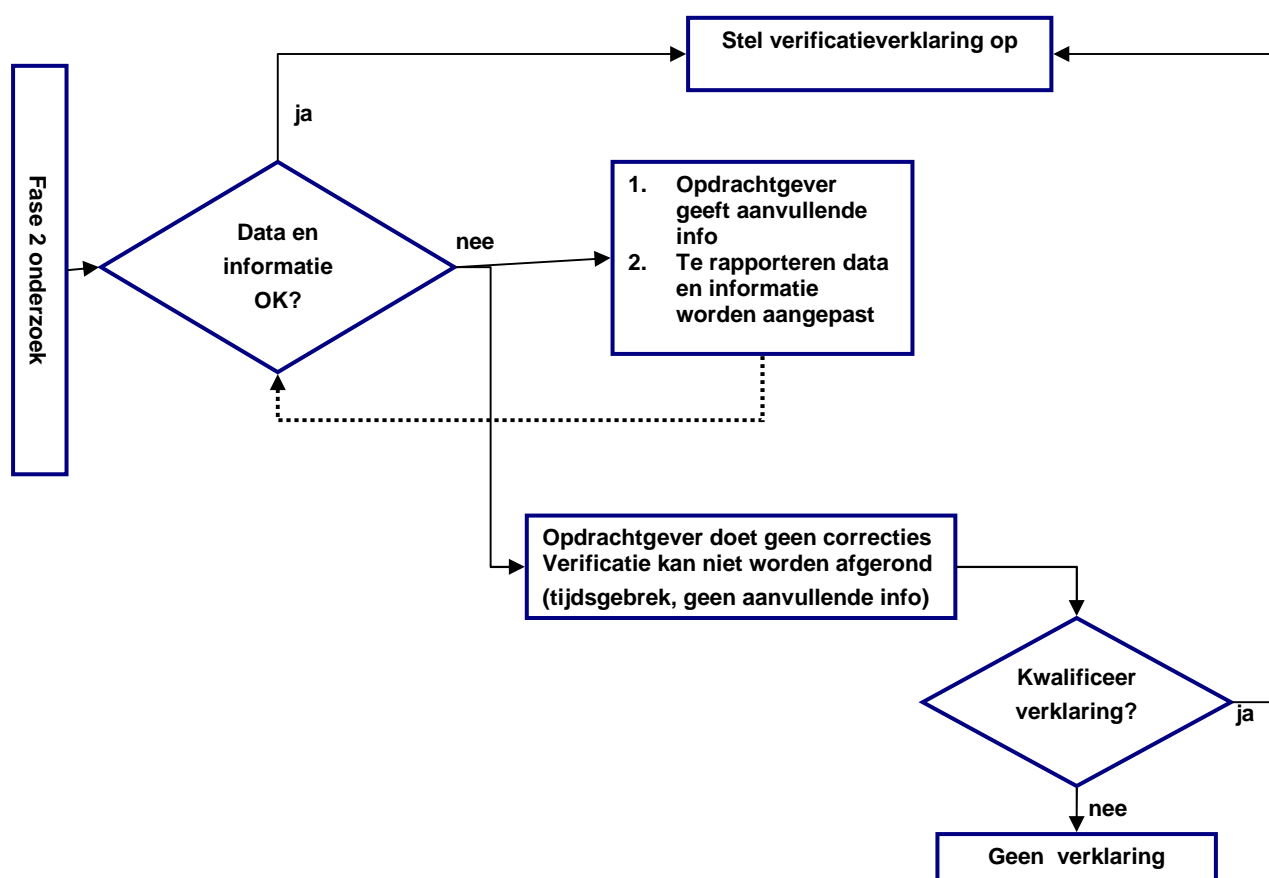 Stel verificatieverklaring op
ja
Fase 2 onderzoek
Data en
informatie
OK?
nee
1. Opdrachtgever
geeft aanvullende
info
2. Te rapporteren data
en informatie
worden aangepast
Opdrachtgever doet geen correcties
Verificatie kan niet worden afgerond
(tijdsgebrek, geen aanvullende info)
Kwalificeer
verklaring?
ja
nee
Geen verklaring